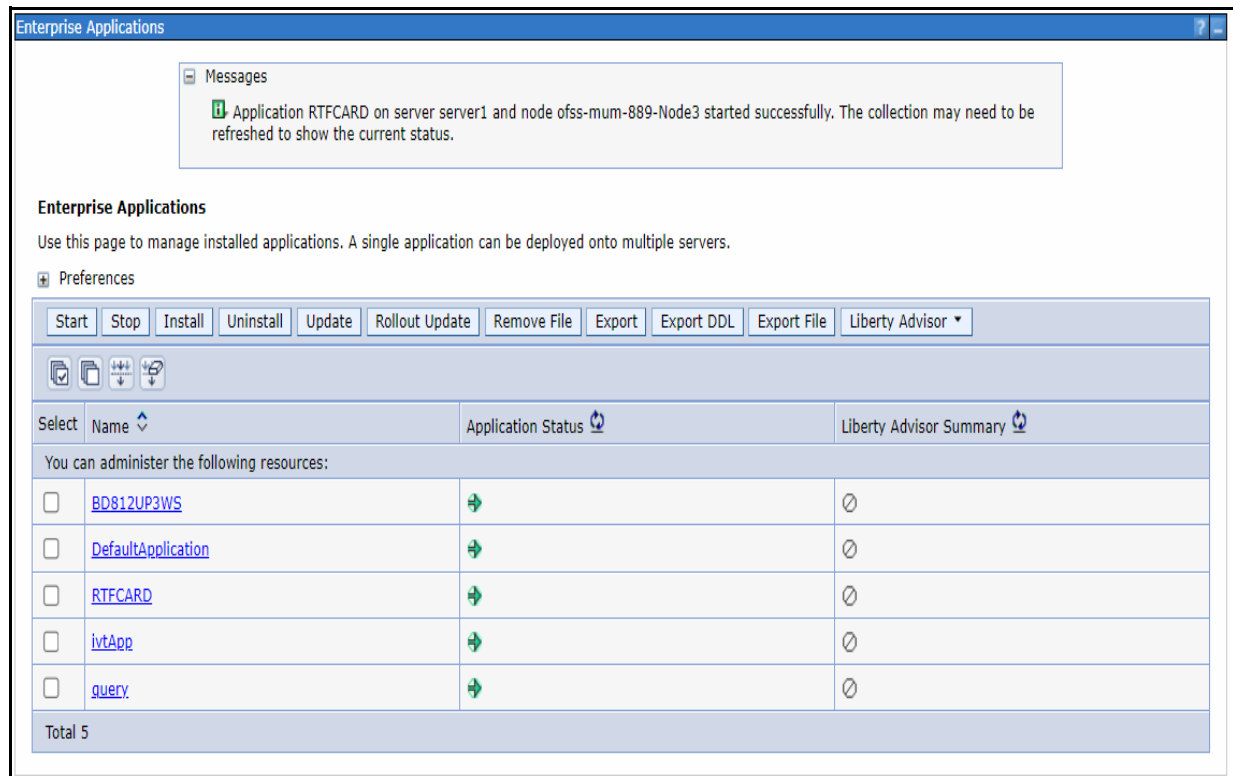 Enterprise Applications
?
Messages
Application RTFCARD on server server1 and node ofss-mum-889-Node3 started successfully. The collection may need to be
refreshed to show the current status.
Enterprise Applications
Use this page to manage installed applications. A single application can be deployed onto multiple servers.
Preferences
Start Stop Install Uninstall Update Rollout Update Remove File Export Export DDL Export File Liberty Advisor
Select Name Application Status Liberty Advisor Summary
You can administer the following resources:
BD812UP3WS
DefaultApplication
RTFCARD
ivtApp
query
Total 5